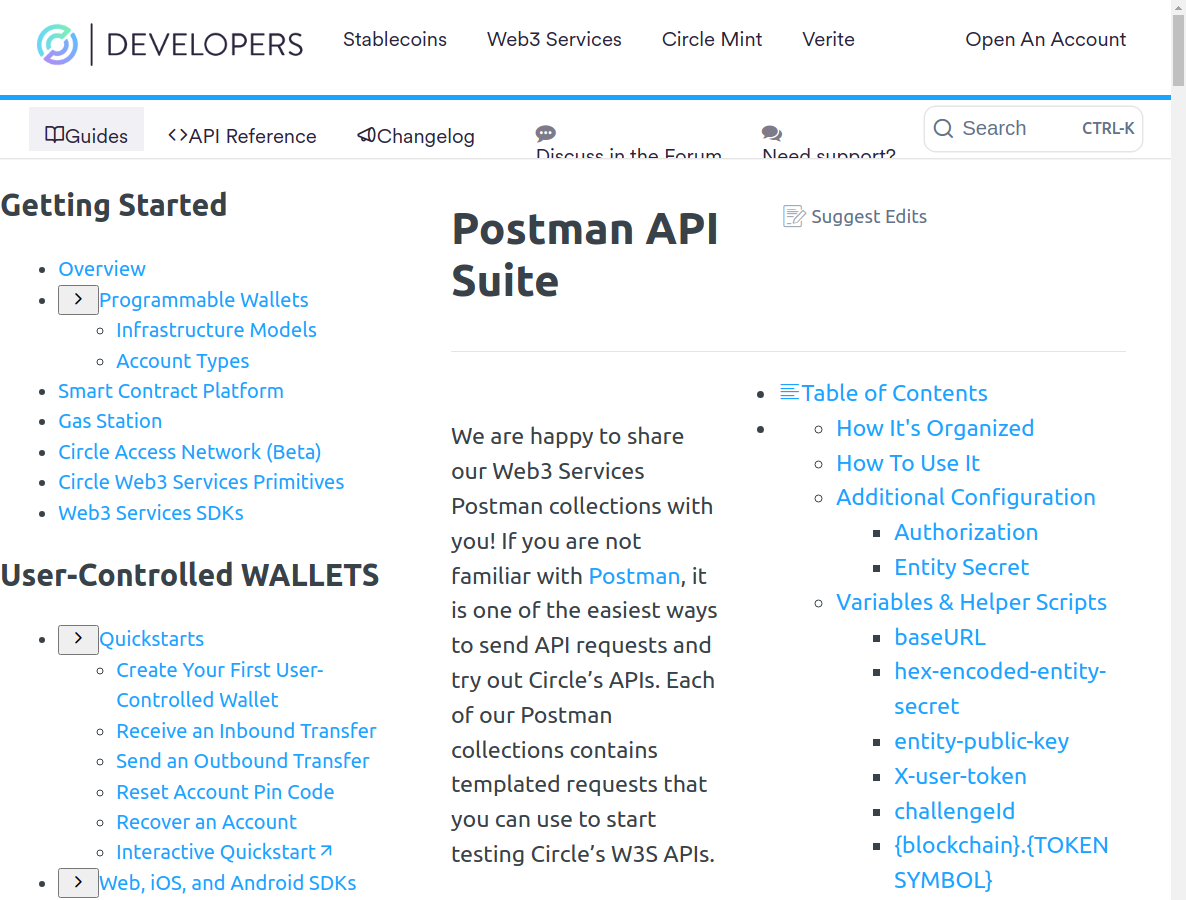 DEVELOPERS
Stablecoins
Web3 Services
Circle Mint
Verite
Open An Account
Guides
API Reference
Changelog
Discuss in the Forum
Need support?
Search
CTRL-K
Getting Started
Overview
Programmable Wallets
Infrastructure Models
Account Types
Smart Contract Platform
Gas Station
Circle Access Network (Beta)
Circle Web3 Services Primitives
Web3 Services SDKs
User-Controlled WALLETS
Quickstarts
Create Your First User-
Controlled Wallet
Receive an Inbound Transfer
Send an Outbound Transfer
Reset Account Pin Code
Recover an Account
Interactive Quickstart
Web, iOS, and Android SDKs
Postman API
Suite
Suggest Edits
We are happy to share
our Web3 Services
Postman collections with
you! If you are not
familiar with Postman, it
is one of the easiest ways
to send API requests and
try out Circle’s APIs. Each
of our Postman
collections contains
templated requests that
you can use to start
testing Circle’s W3S APIs.
Table of Contents
How It's Organized
How To Use It
Additional Configuration
Authorization
Entity Secret
Variables & Helper Scripts
baseURL
hex-encoded-entity-
secret
entity-public-key
X-user-token
challengeId
{blockchain}.{TOKEN
SYMBOL}